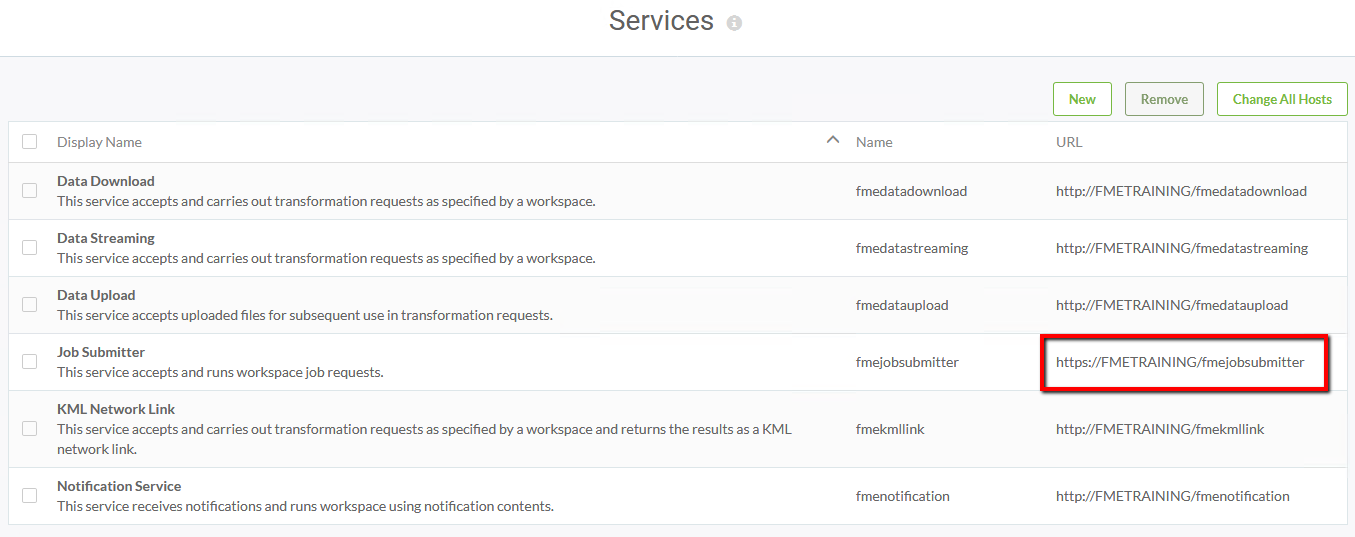 Services
New Remove Change All Hosts
Display Name Name URL
Data Download
This service accepts and carries out transformation requests as specified by a workspace.
fmedatadownload http://FMETRAINING/fmedatadownload
Data Streaming
This service accepts and carries out transformation requests as specified by a workspace.
fmedatastreaming http://FMETRAINING/fmedatastreaming
Data Upload
This service accepts uploaded files for subsequent use in transformation requests.
fmedataupload http://FMETRAINING/fmedataupload
Job Submitter
This service accepts and runs workspace job requests.
fmejobsubmitter https://FMETRAINING/fmejobsubmitter
KML Network Link
This service accepts and carries out transformation requests as specified by a workspace and returns the results as a KML
network link.
fmekmllink http://FMETRAINING/fmekmllink
Notification Service
This service receives notifications and runs workspace using notification contents.
fmenotification http://FMETRAINING/fmenotification